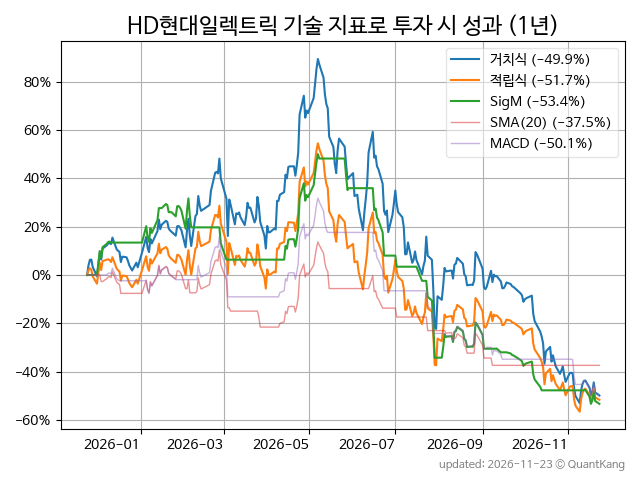 HD현대일렉트릭 기술 지표로 투자 시 성과 (1년)
거치식 (−49.9%)
적립식 (−51.7%)
SigM (−53.4%)
SMA(20) (−37.5%)
MACD (−50.1%)
80%
60%
40%
20%
0%
−20%
−40%
−60%
2026-01 2026-03 2026-05 2026-07 2026-09 2026-11
updated: 2026-11-23 ⓒ QuantKang